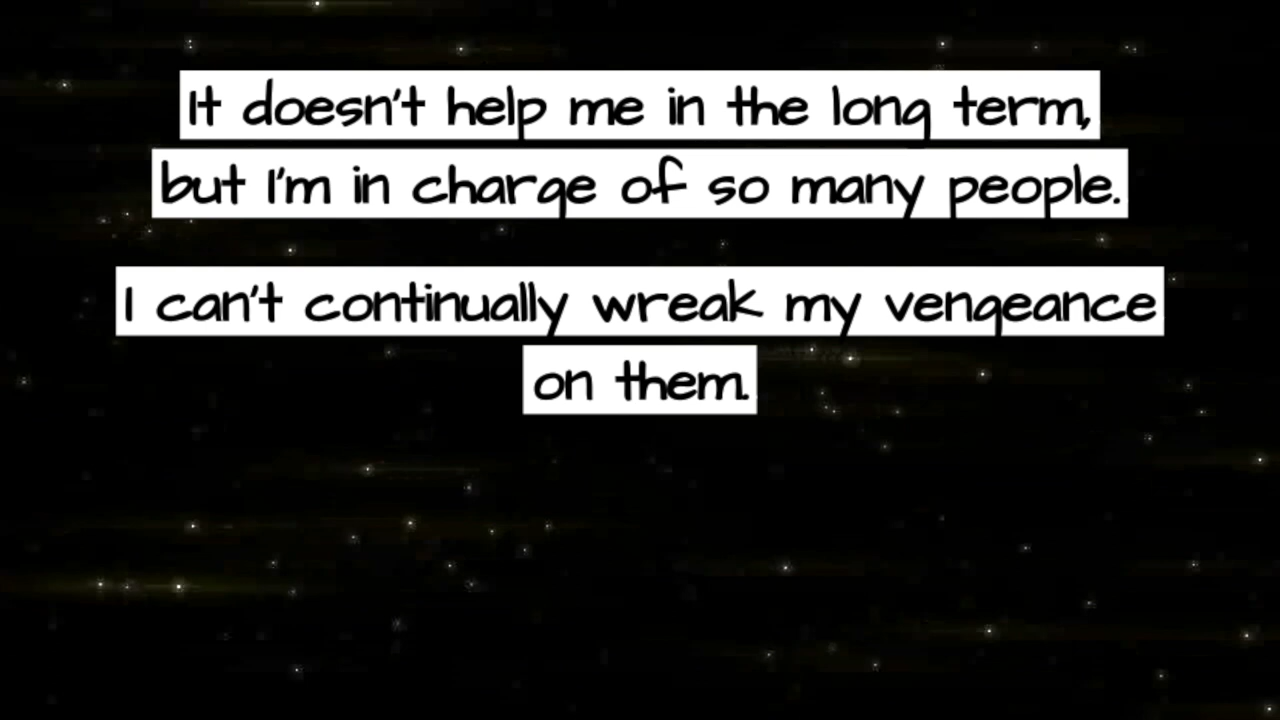 It doesn't help me in the long term,
but I'm in charge of so many people.
I can't continually wreak my vengeance
on them.